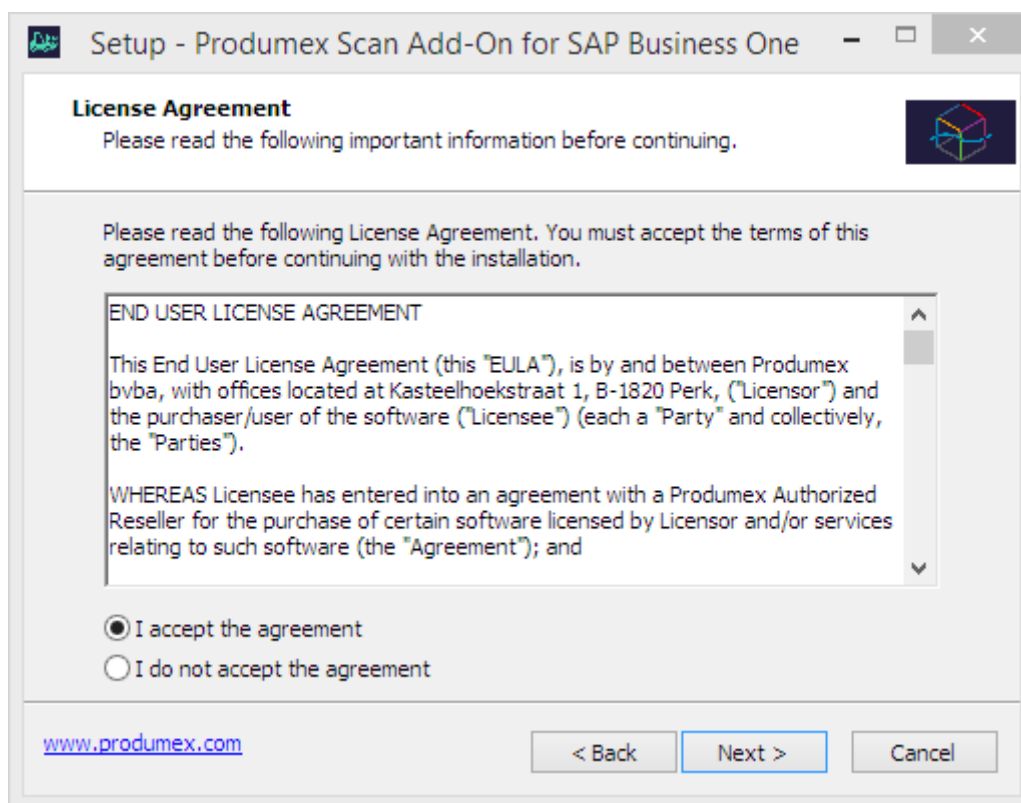 Setup - Produmex Scan Add-On for SAP Business One
License Agreement
Please read the following important information before continuing.
Please read the following License Agreement. You must accept the terms of this
agreement before continuing with the installation.
END USER LICENSE AGREEMENT
This End User License Agreement (this "EULA"), is by and between Produmex
bvba, with offices located at Kasteelhoekstraat 1, B-1820 Perk, ("Licensor") and
the purchaser/user of the software ("Licensee") (each a "Party" and collectively,
the "Parties").
WHEREAS Licensee has entered into an agreement with a Produmex Authorized
Reseller for the purchase of certain software licensed by Licensor and/or services
relating to such software (the "Agreement"); and
I accept the agreement
I do not accept the agreement
www.produmex.com
< Back
Next >
Cancel